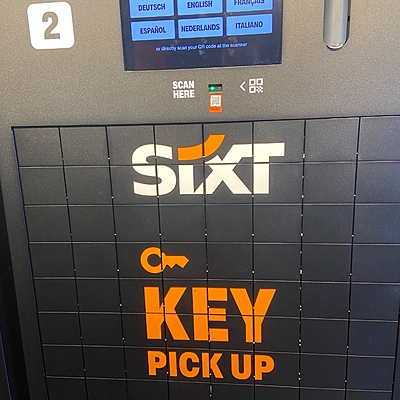 2
DEUTSCH ENGLISH FRANÇAIS
ESPAÑOL NEDERLANDS ITALIANO
or directly scan your QR code at the scanner
SCAN
HERE
SIXT
KEY
PICK UP